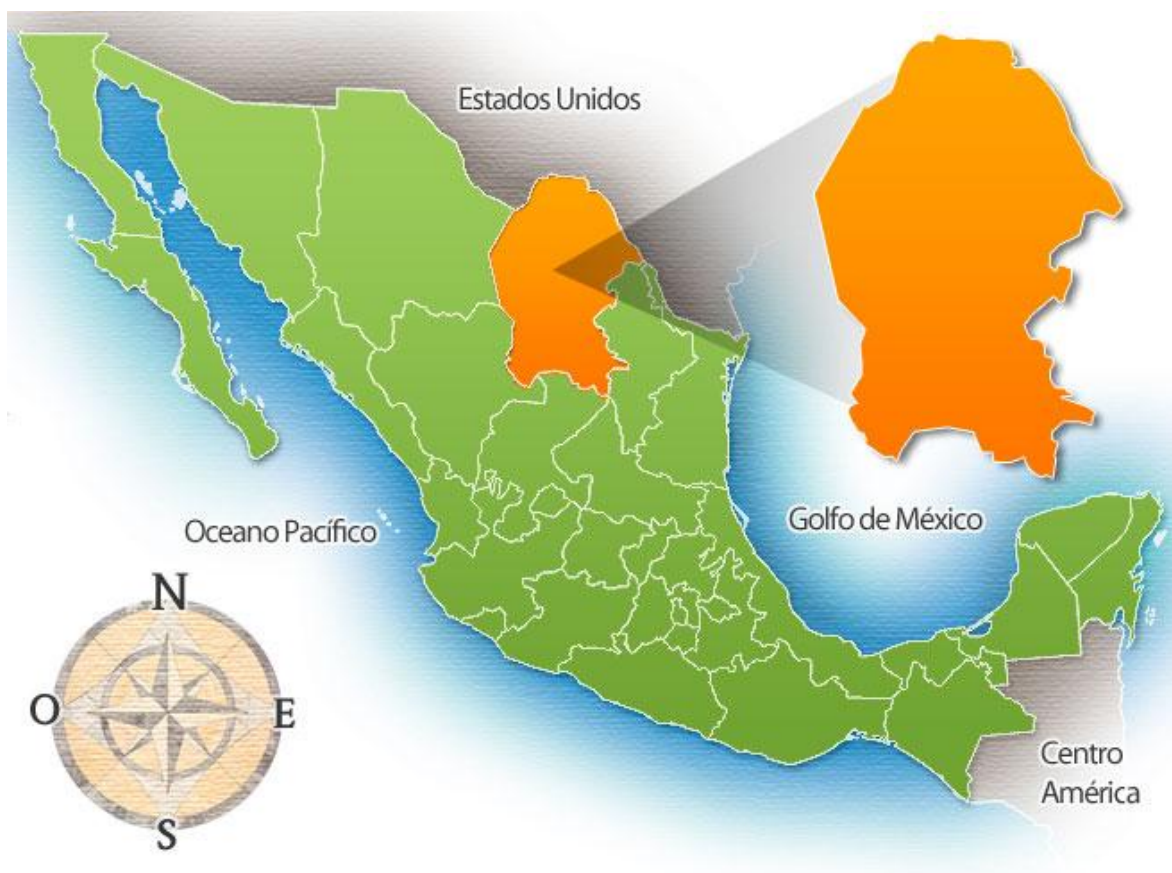 Estados Unidos
Golfo de México
Oceano Pacífico
N
O
E
S
Centro
América